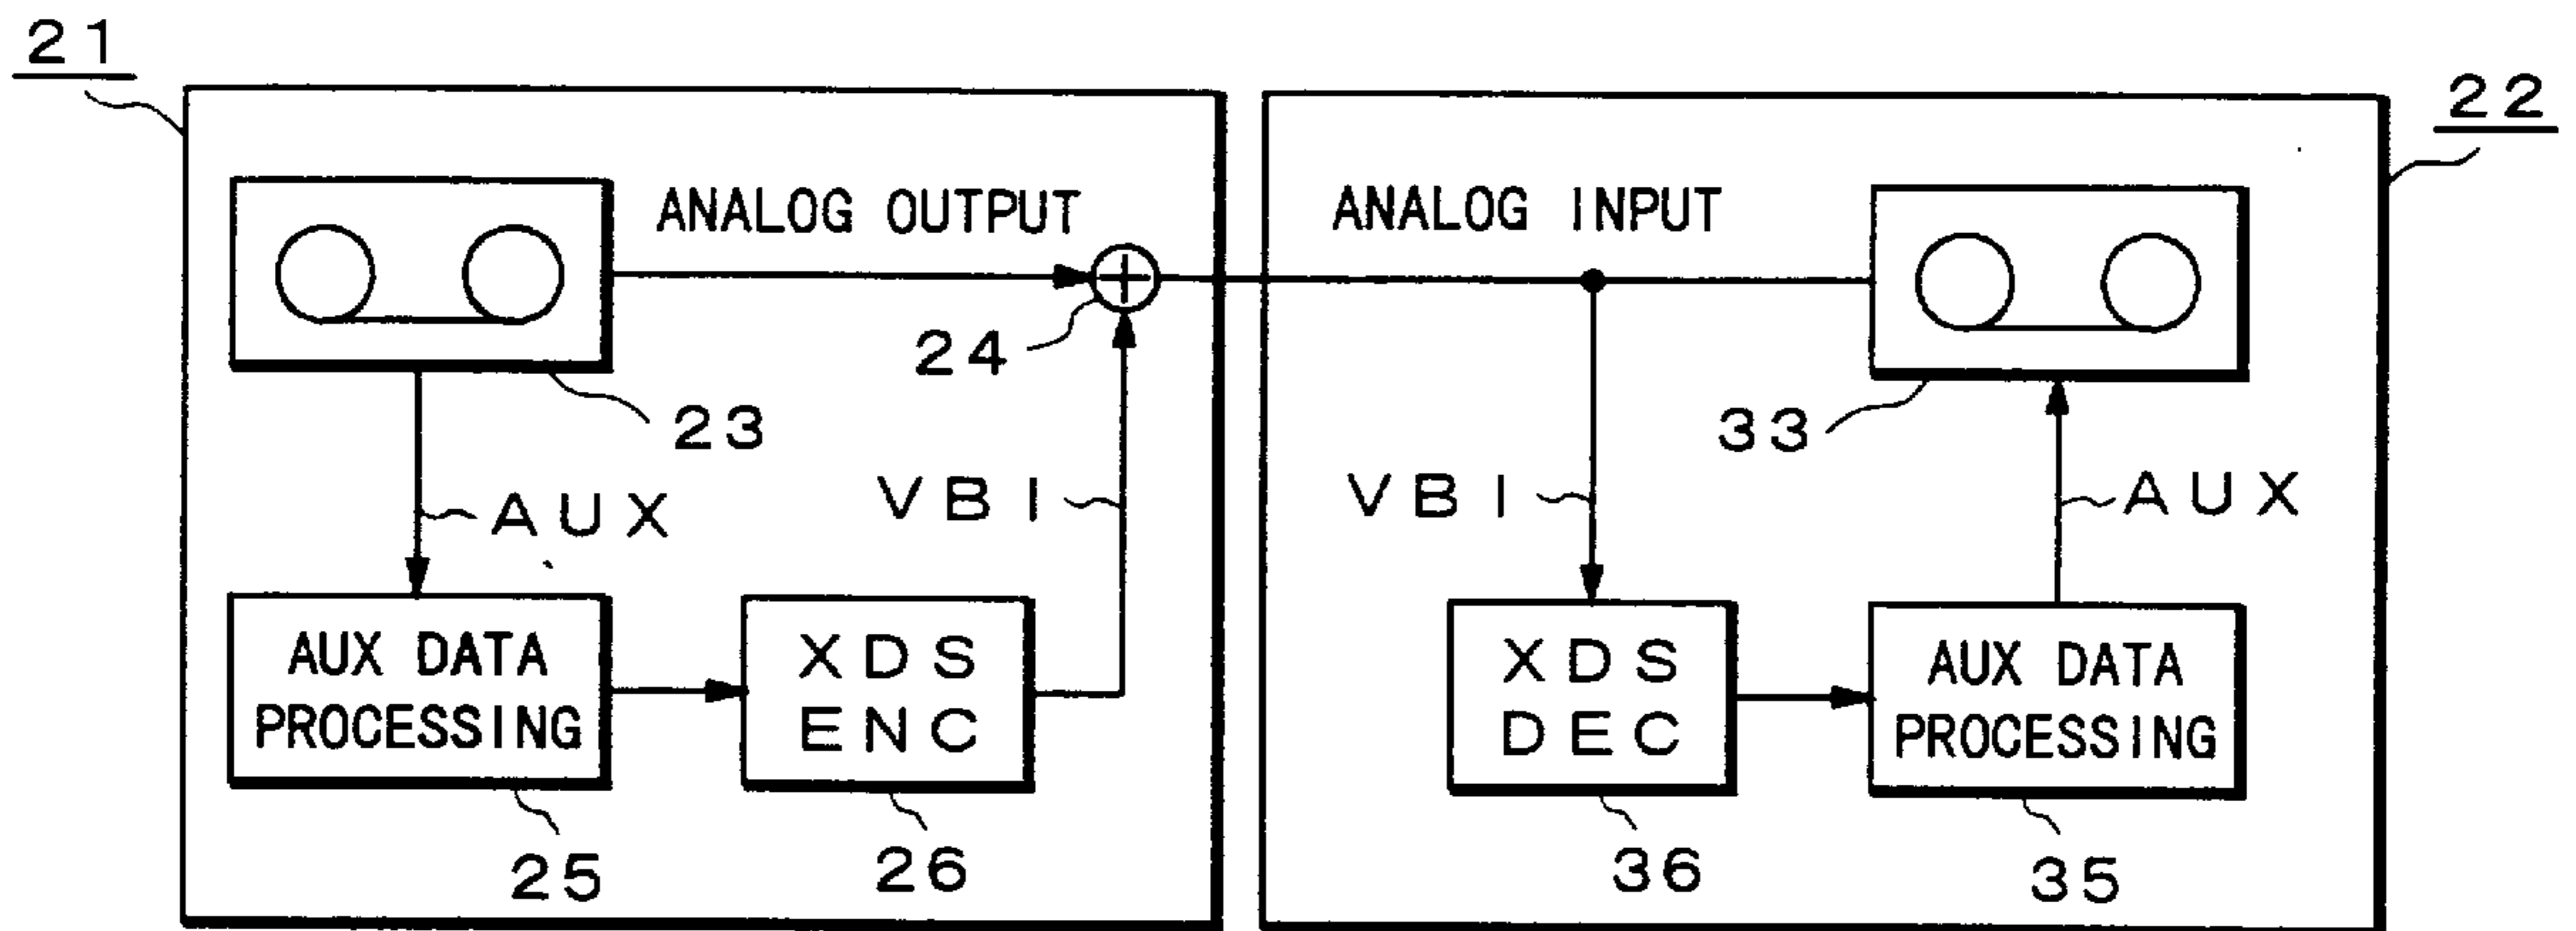 21
22
ANALOG OUTPUT
ANALOG INPUT
24
23
33
AUX
VBI
VBI
AUX
AUX DATA
PROCESSING
XDS
ENC
XDS
DEC
AUX DATA
PROCESSING
25
26
36
35